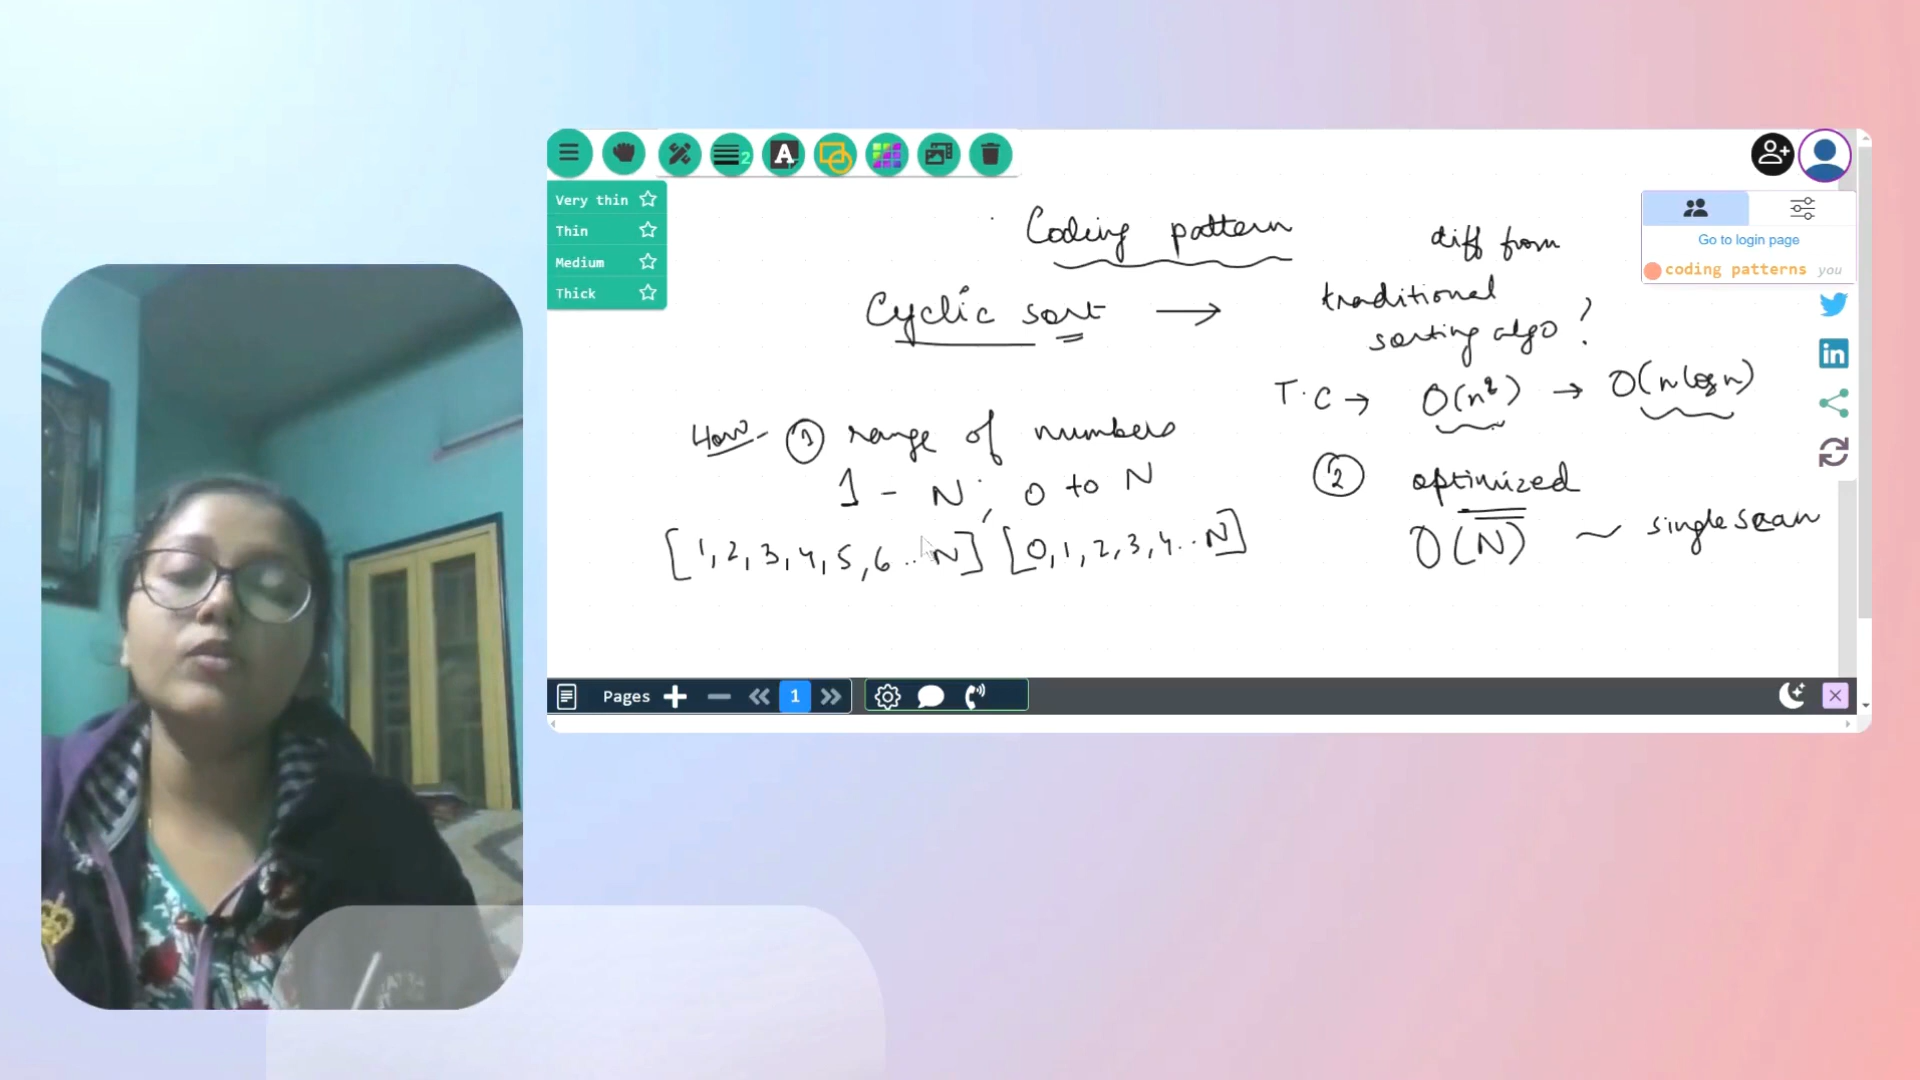 2
A
Very thin
Thin
Medium
Thick
Go to login page
coding patterns you
in
Coding pattern
Cyclic sort →
diff from
traditional
sorting algo ?
T.C → O(n²) → O(n log n)
How- ① range of numbers
1 - N, 0 to N
[1,2,3,4,5,6..N] [0,1,2,3,4..N]
② optimized
O(N) ~ single scan
Pages + − « 1 »